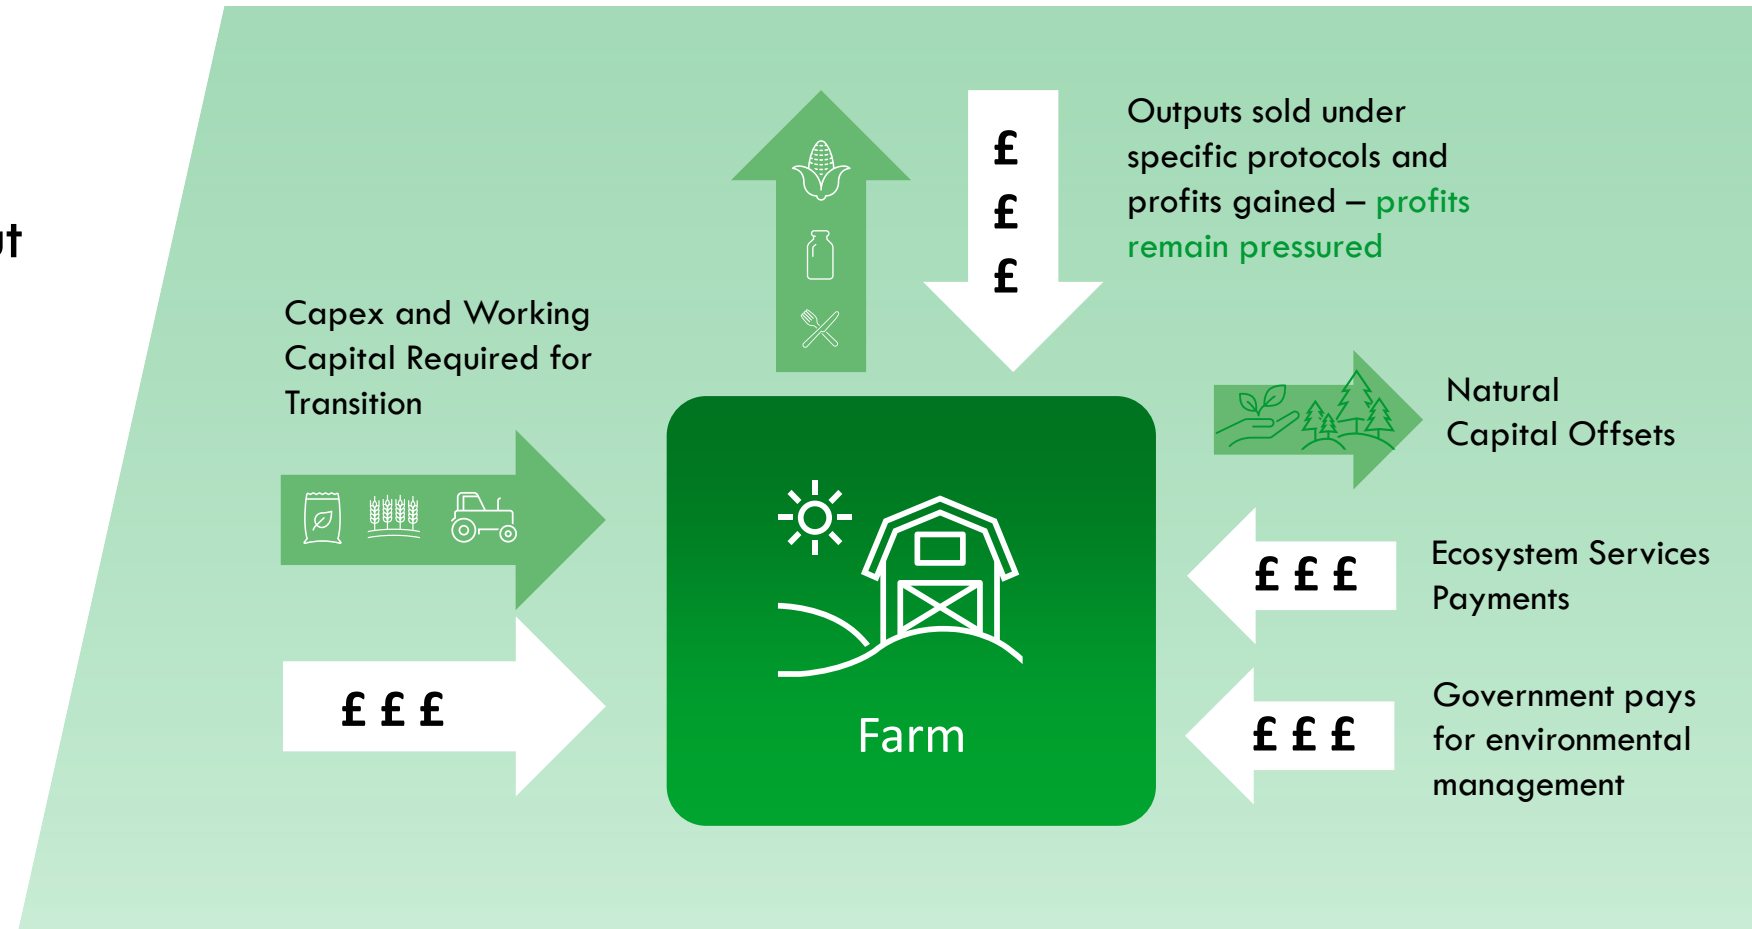 Outputs sold under
specific protocols and
profits gained – profits
remain pressured
£
£
£
Capex and Working
Capital Required for
Transition
Natural
Capital Offsets
£ £ £
Ecosystem Services
Payments
£ £ £
£ £ £
Government pays
for environmental
management
Farm